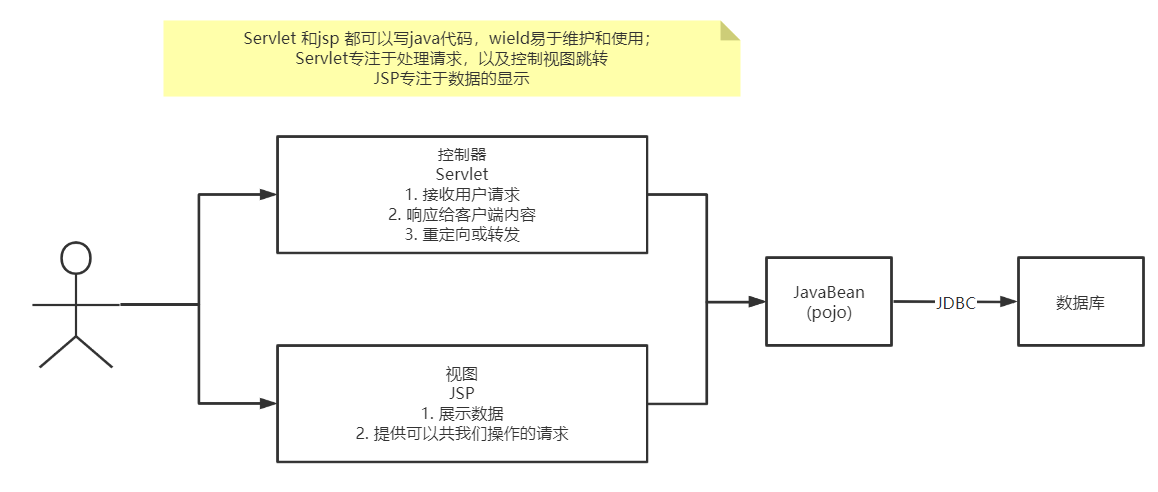 Servlet 和jsp 都可以写java代码，wield易于维护和使用；
Servlet专注于处理请求，以及控制视图跳转
JSP专注于数据的显示
控制器
Servlet
1. 接收用户请求
2. 响应给客户端内容
3. 重定向或转发
视图
JSP
1. 展示数据
2. 提供可以共我们操作的请求
JavaBean
(pojo)
JDBC
数据库